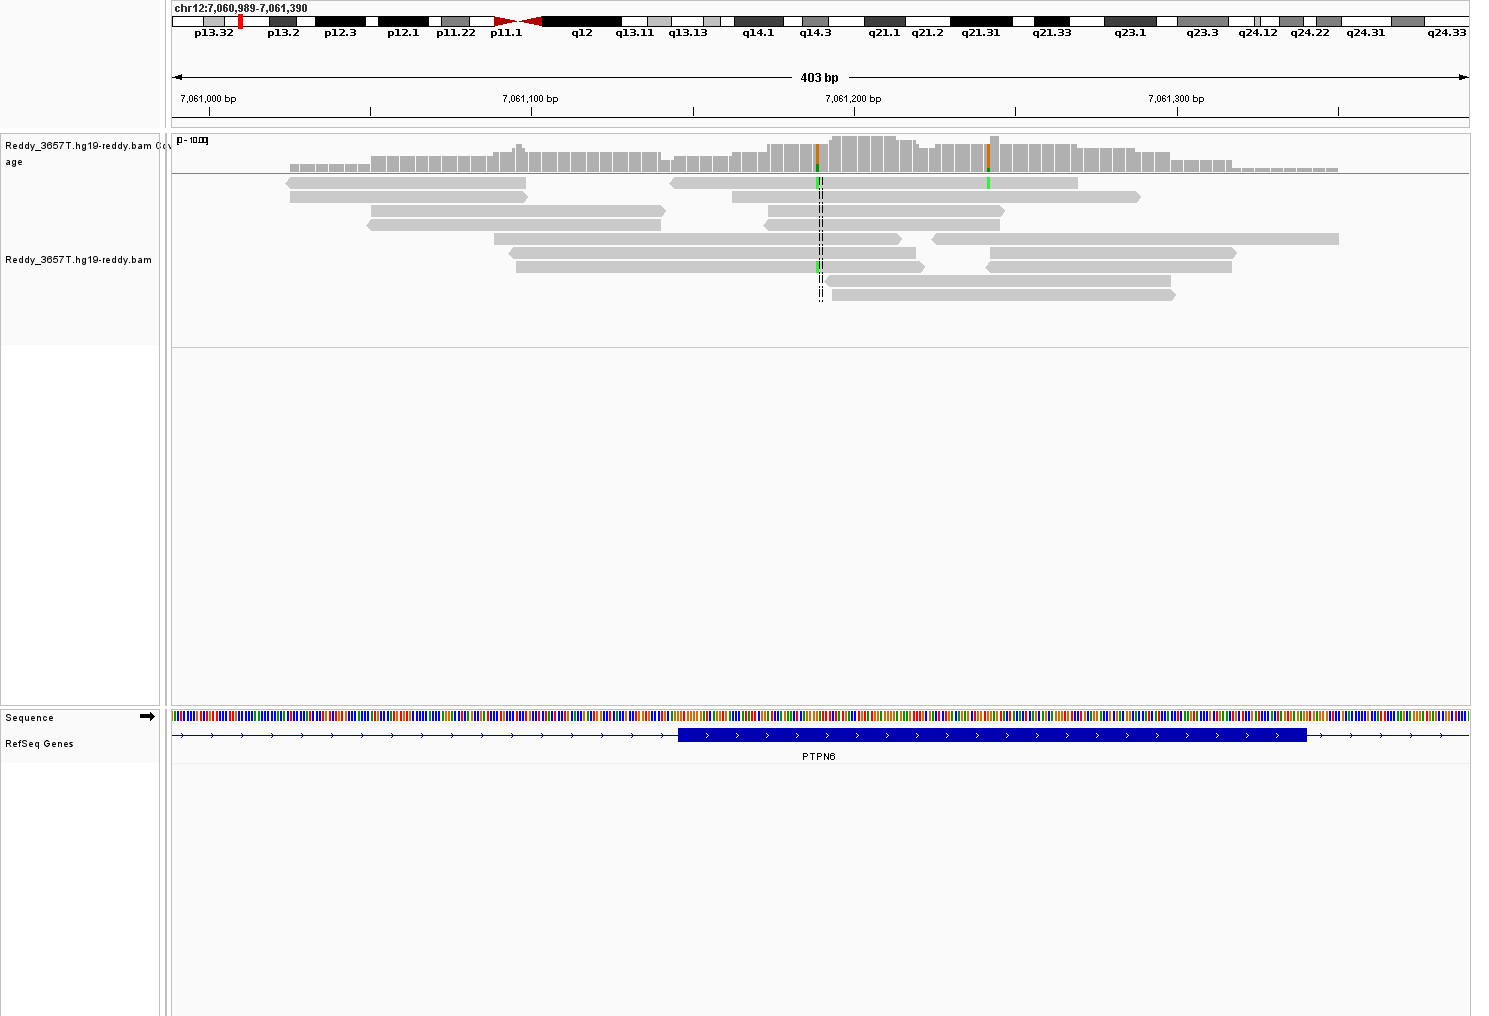 chr12:7,060,989-7,061,390
p13.32 p13.2 p12.3 p12.1 p11.22 p11.1 q12 q13.11 q13.13 q14.1 q14.3 q21.1 q21.2 q21.31 q21.33 q23.1 q23.3 q24.12 q24.22 q24.31 q24.33
403 bp
7,061,000 bp 7,061,100 bp 7,061,200 bp 7,061,300 bp
[0 - 10.00]
Reddy_3657T.hg19-reddy.bam Cov
age
Reddy_3657T.hg19-reddy.bam
Sequence
RefSeq Genes
PTPN6